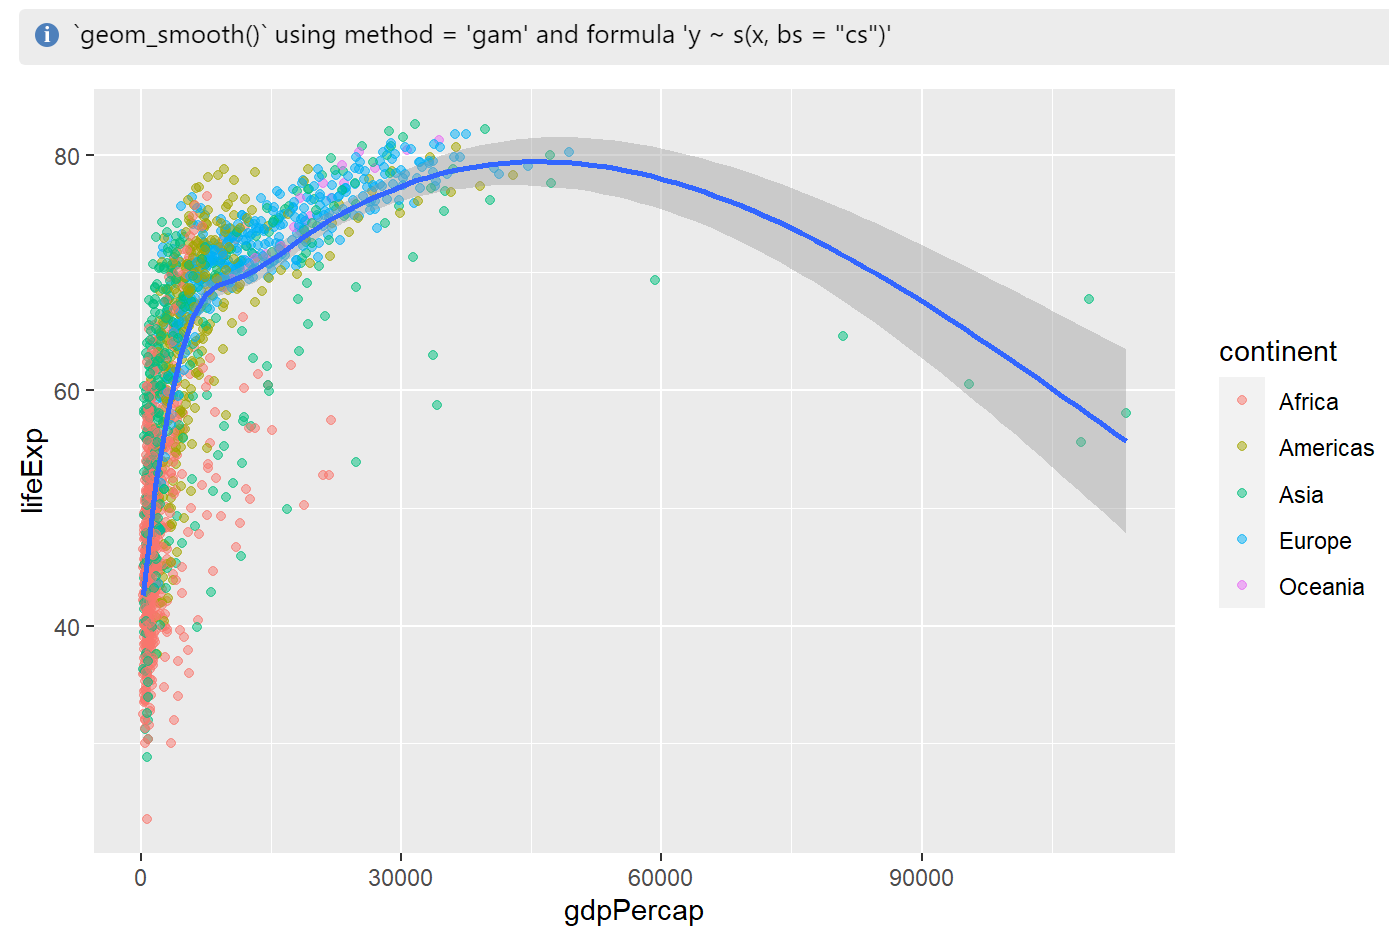 `geom_smooth()` using method = 'gam' and formula 'y ~ s(x, bs = "cs")'
80
60
40
lifeExp
0
30000
60000
90000
gdpPercap
continent
Africa
Americas
Asia
Europe
Oceania